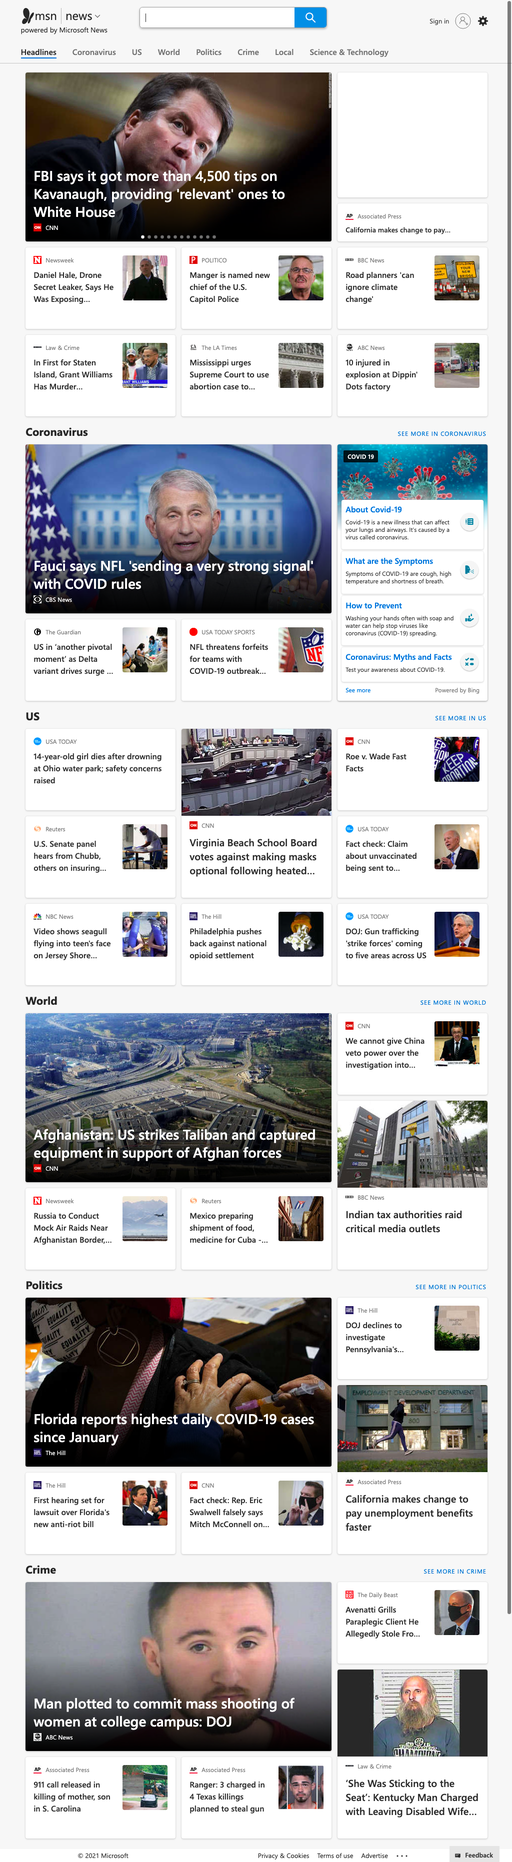 msn | news
powered by Microsoft News
Sign in
Headlines Coronavirus US World Politics Crime Local Science & Technology
FBI says it got more than 4,500 tips on
Kavanaugh, providing 'relevant' ones to
White House
CNN
Associated Press
California makes change to pay...
Newsweek
Daniel Hale, Drone
Secret Leaker, Says He
Was Exposing...
POLITICO
Manger is named new
chief of the U.S.
Capitol Police
BBC News
Road planners 'can
ignore climate
change'
Law & Crime
In First for Staten
Island, Grant Williams
Has Murder...
The LA Times
Mississippi urges
Supreme Court to use
abortion case to...
ABC News
10 injured in
explosion at Dippin'
Dots factory
Coronavirus
SEE MORE IN CORONAVIRUS
Fauci says NFL 'sending a very strong signal'
with COVID rules
CBS News
COVID 19
About Covid-19
Covid-19 is a new illness that can affect
your lungs and airways. It's caused by a
virus called coronavirus.
What are the Symptoms
Symptoms of COVID-19 are cough, high
temperature and shortness of breath.
How to Prevent
Washing your hands often with soap and
water can help stop viruses like
coronavirus (COVID-19) spreading.
Coronavirus: Myths and Facts
Test your awareness about COVID-19.
See more
Powered by Bing
The Guardian
US in 'another pivotal
moment' as Delta
variant drives surge ...
USA TODAY SPORTS
NFL threatens forfeits
for teams with
COVID-19 outbreak...
US
SEE MORE IN US
USA TODAY
14-year-old girl dies after drowning
at Ohio water park; safety concerns
raised
CNN
Virginia Beach School Board
votes against making masks
optional following heated...
CNN
Roe v. Wade Fast
Facts
Reuters
U.S. Senate panel
hears from Chubb,
others on insuring...
USA TODAY
Fact check: Claim
about unvaccinated
being sent to...
NBC News
Video shows seagull
flying into teen's face
on Jersey Shore...
The Hill
Philadelphia pushes
back against national
opioid settlement
USA TODAY
DOJ: Gun trafficking
'strike forces' coming
to five areas across US
World
SEE MORE IN WORLD
Afghanistan: US strikes Taliban and captured
equipment in support of Afghan forces
CNN
CNN
We cannot give China
veto power over the
investigation into...
BBC News
Indian tax authorities raid
critical media outlets
Newsweek
Russia to Conduct
Mock Air Raids Near
Afghanistan Border,...
Reuters
Mexico preparing
shipment of food,
medicine for Cuba -...
Politics
SEE MORE IN POLITICS
Florida reports highest daily COVID-19 cases
since January
The Hill
The Hill
DOJ declines to
investigate
Pennsylvania's...
EMPLOYMENT DEVELOPMENT DEPARTMENT
800
Associated Press
California makes change to
pay unemployment benefits
faster
The Hill
First hearing set for
lawsuit over Florida's
new anti-riot bill
CNN
Fact check: Rep. Eric
Swalwell falsely says
Mitch McConnell on...
Crime
SEE MORE IN CRIME
Man plotted to commit mass shooting of
women at college campus: DOJ
ABC News
The Daily Beast
Avenatti Grills
Paraplegic Client He
Allegedly Stole Fro...
Law & Crime
'She Was Sticking to the
Seat': Kentucky Man Charged
with Leaving Disabled Wife...
Associated Press
911 call released in
killing of mother, son
in S. Carolina
Associated Press
Ranger: 3 charged in
4 Texas killings
planned to steal gun
© 2021 Microsoft
Privacy & Cookies Terms of use Advertise ...
Feedback